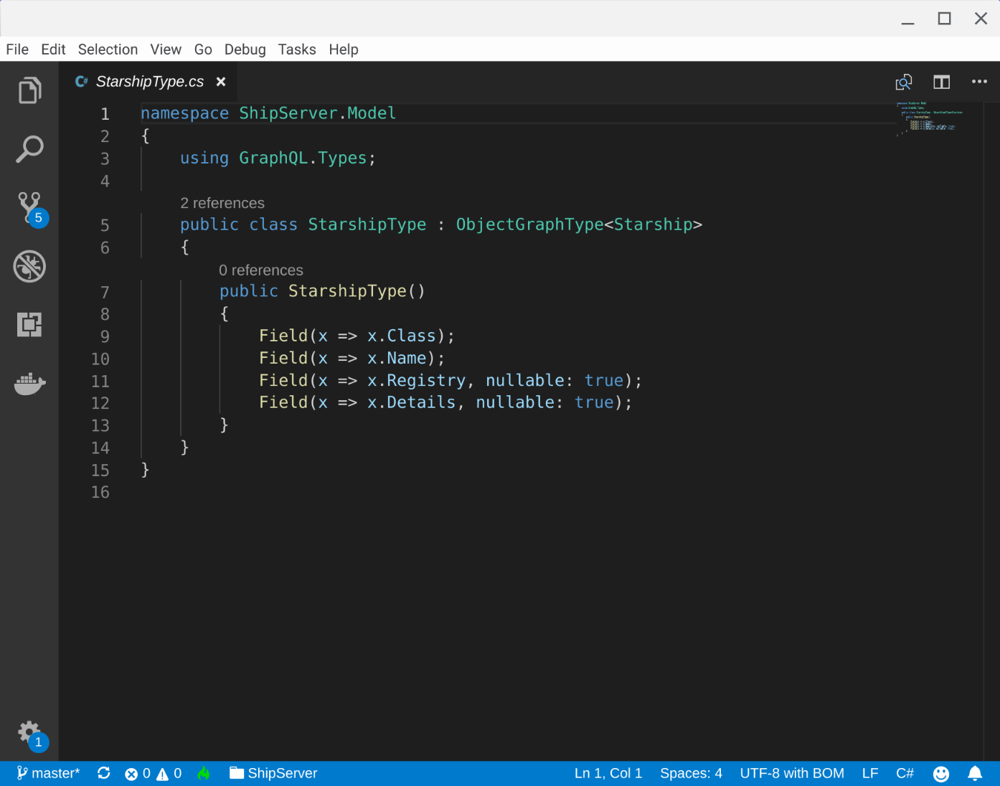 File Edit Selection View Go Debug Tasks Help
C# StarshipType.cs
1 namespace ShipServer.Model
2 {
3 using GraphQL.Types;
4
2 references
5 public class StarshipType : ObjectGraphType<Starship>
6 {
0 references
7 public StarshipType()
8 {
9 Field(x => x.Class);
10 Field(x => x.Name);
11 Field(x => x.Registry, nullable: true);
12 Field(x => x.Details, nullable: true);
13 }
14 }
15 }
16
5
1
master* 0 0 ShipServer Ln 1, Col 1 Spaces: 4 UTF-8 with BOM LF C#